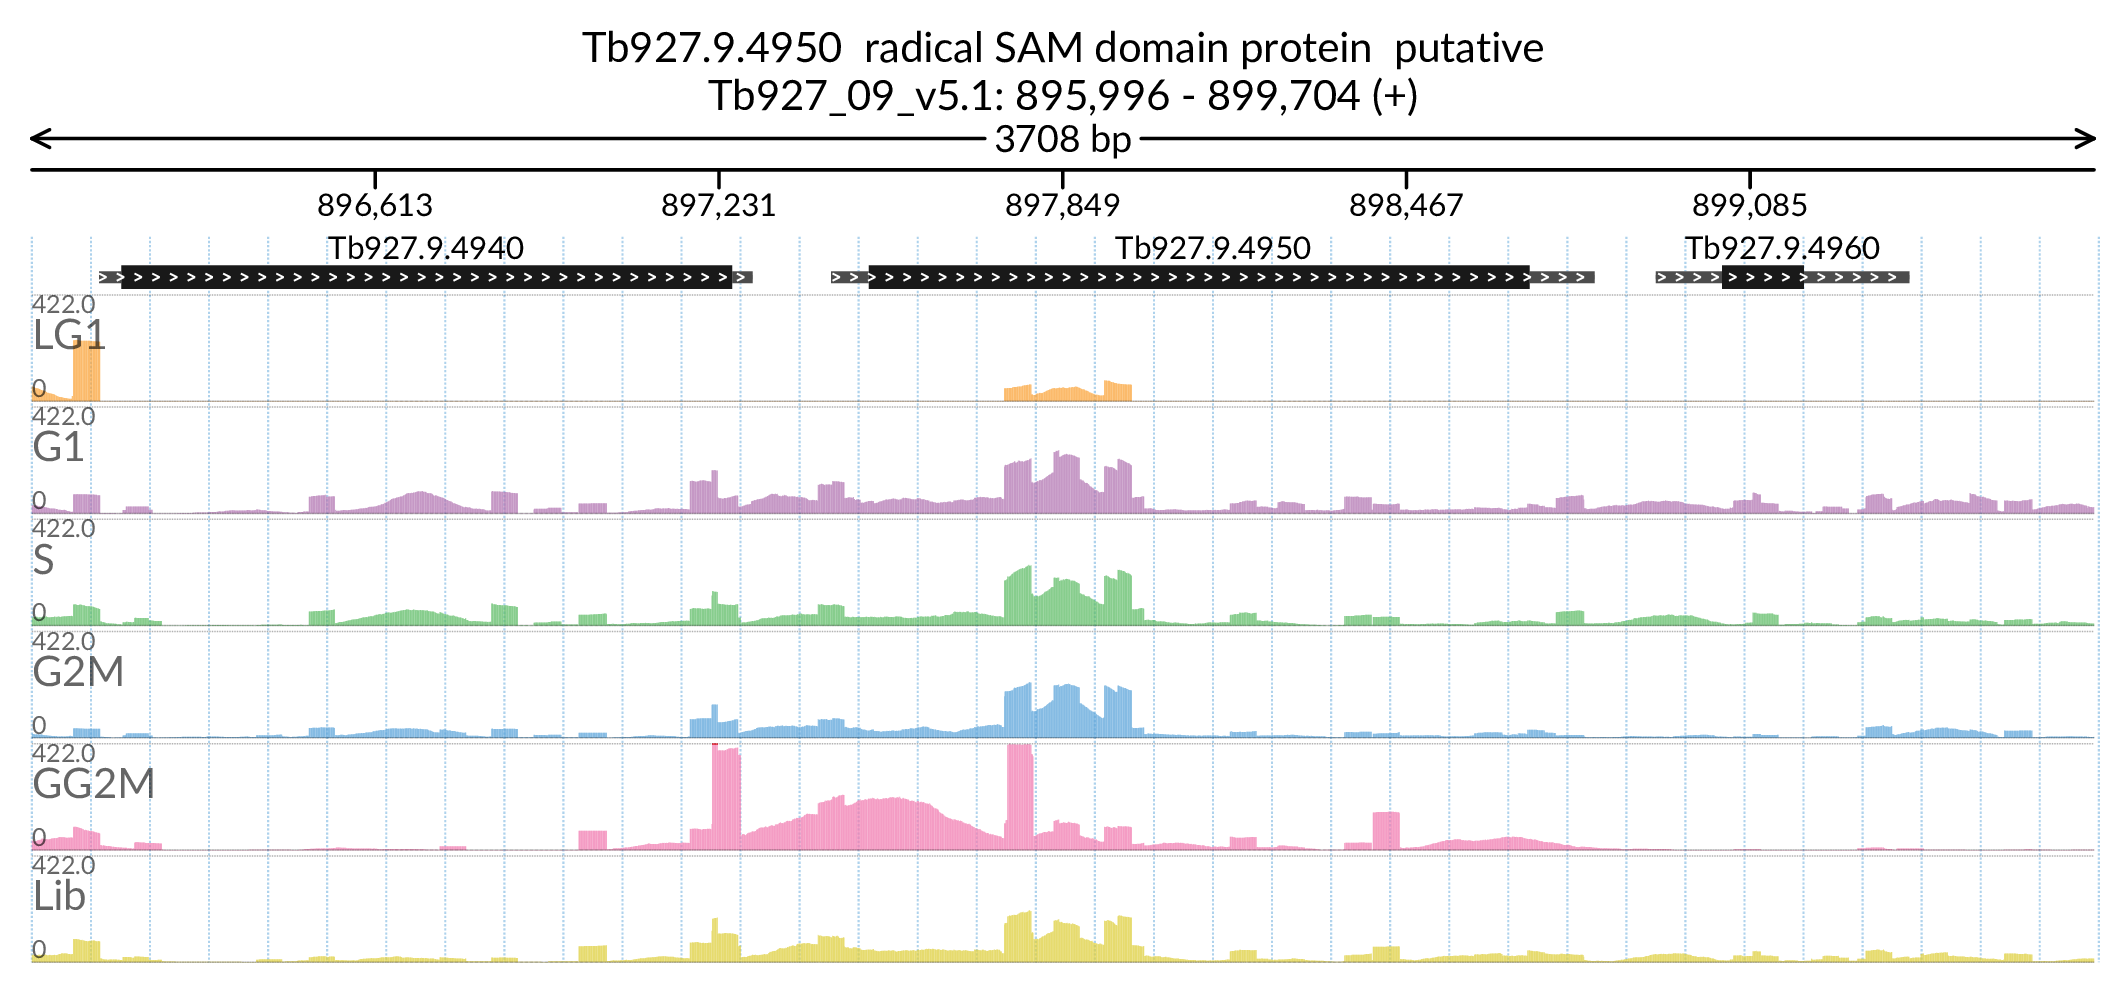 Tb927.9.4950  radical SAM domain protein  putative
Tb927_09_v5.1: 895,996 - 899,704 (+)
3708 bp
896,613 897,231 897,849 898,467 899,085
Tb927.9.4940 Tb927.9.4950 Tb927.9.4960
422.0
LG1
0
422.0
G1
0
422.0
S
0
422.0
G2M
0
422.0
GG2M
0
422.0
Lib
0